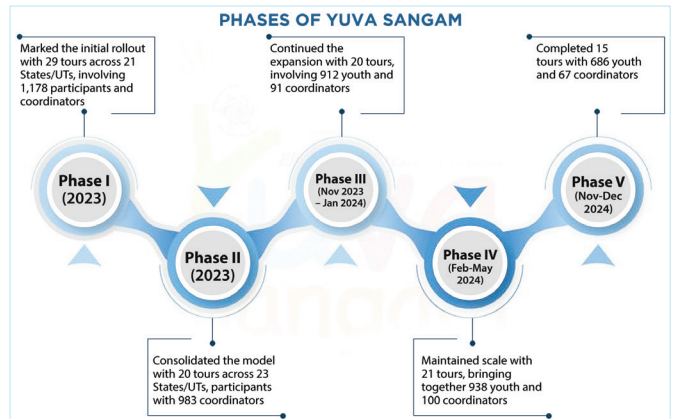 PHASES OF YUVA SANGAM
Marked the initial rollout
with 29 tours across 21
States/UTs, involving
1,178 participants and
coordinators
Continued the
expansion with 20 tours,
involving 912 youth and
91 coordinators
Completed 15
tours with 686 youth
and 67 coordinators
Phase I
(2023)
Phase II
(2023)
Phase III
(Nov 2023
– Jan 2024)
Phase IV
(Feb-May
2024)
Phase V
(Nov-Dec
2024)
Consolidated the model
with 20 tours across 23
States/UTs, participants
with 983 coordinators
Maintained scale with
21 tours, bringing
together 938 youth and
100 coordinators